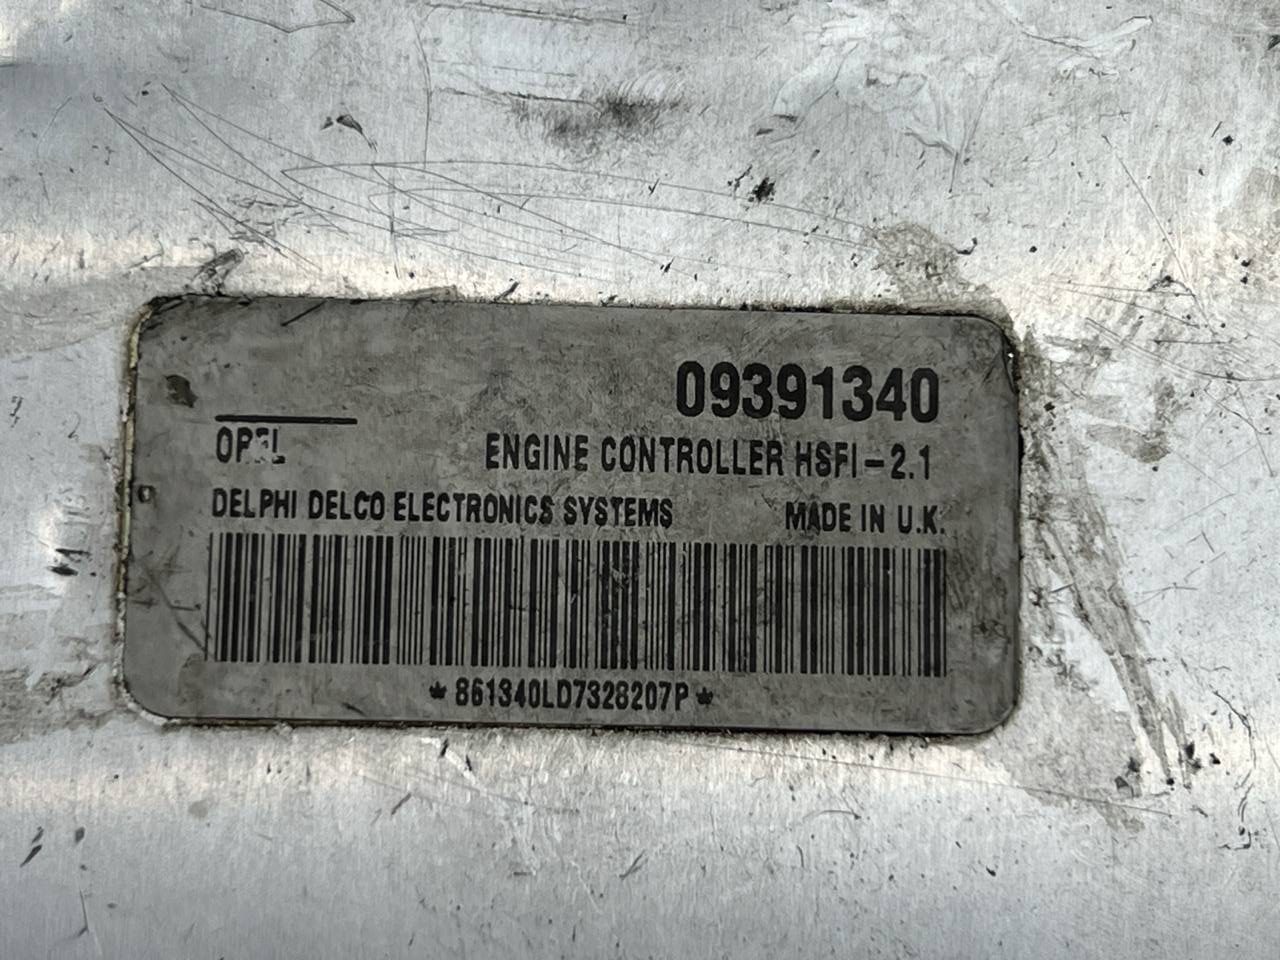 09391340
OPEL
ENGINE CONTROLLER HSFI-2.1
DELPHI DELCO ELECTRONICS SYSTEMS MADE IN U.K.
*861340LD7328207P*